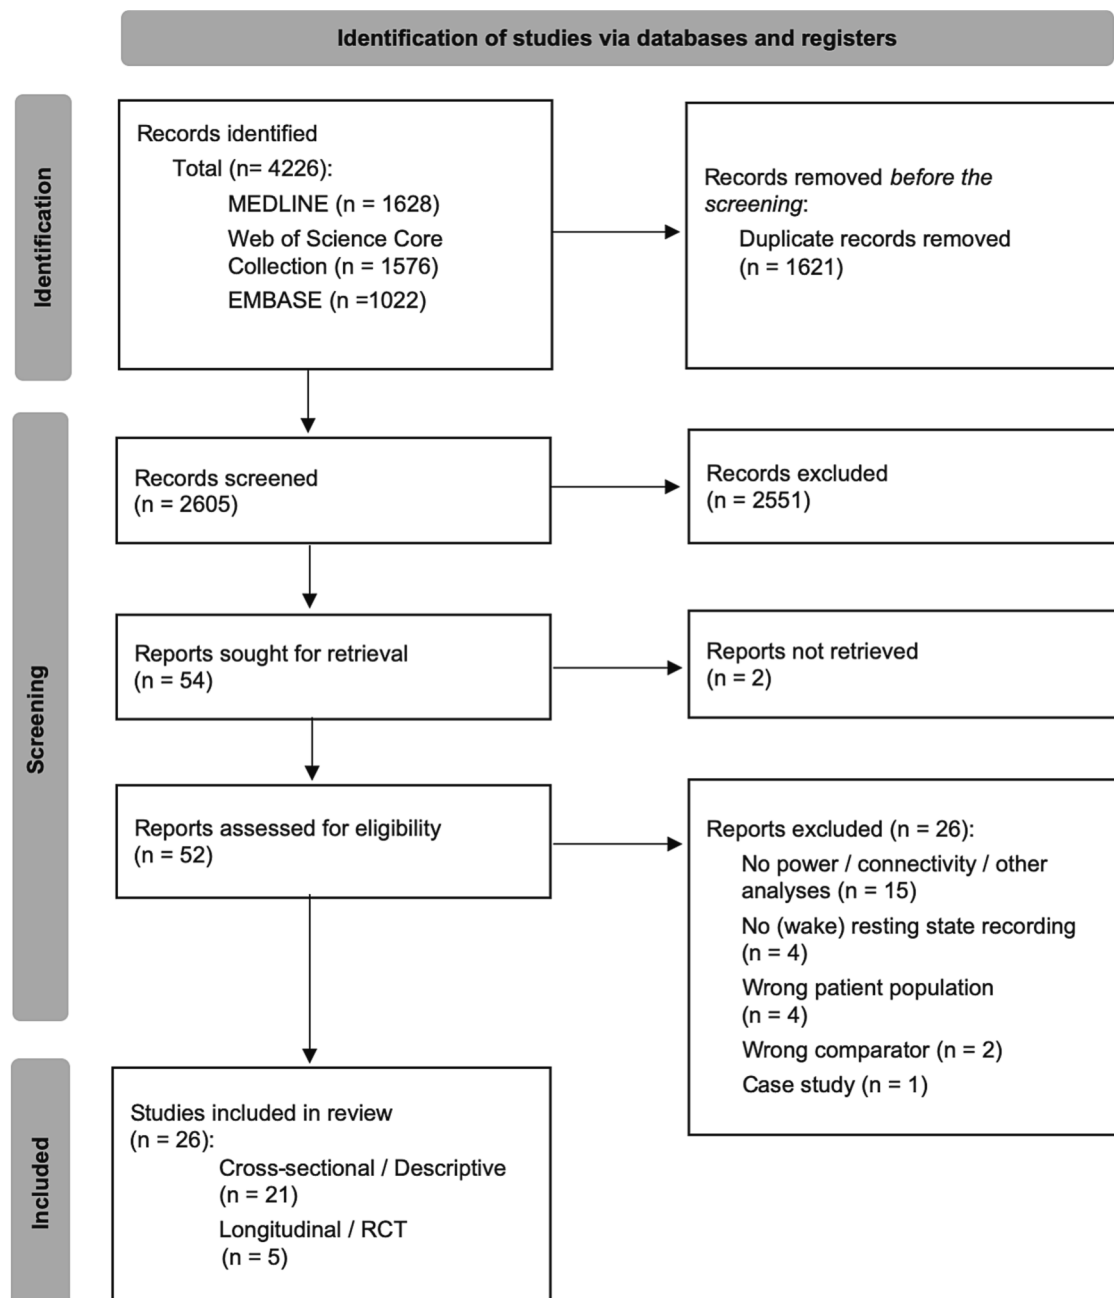 Identification of studies via databases and registers
Identification
Records identified
Total (n= 4226):
MEDLINE (n = 1628)
Web of Science Core
Collection (n = 1576)
EMBASE (n =1022)
Records removed before the
screening:
Duplicate records removed
(n = 1621)
Screening
Records screened
(n = 2605)
Records excluded
(n = 2551)
Reports sought for retrieval
(n = 54)
Reports not retrieved
(n = 2)
Reports assessed for eligibility
(n = 52)
Reports excluded (n = 26):
No power / connectivity / other
analyses (n = 15)
No (wake) resting state recording
(n = 4)
Wrong patient population
(n = 4)
Wrong comparator (n = 2)
Case study (n = 1)
Included
Studies included in review
(n = 26):
Cross-sectional / Descriptive
(n = 21)
Longitudinal / RCT
(n = 5)